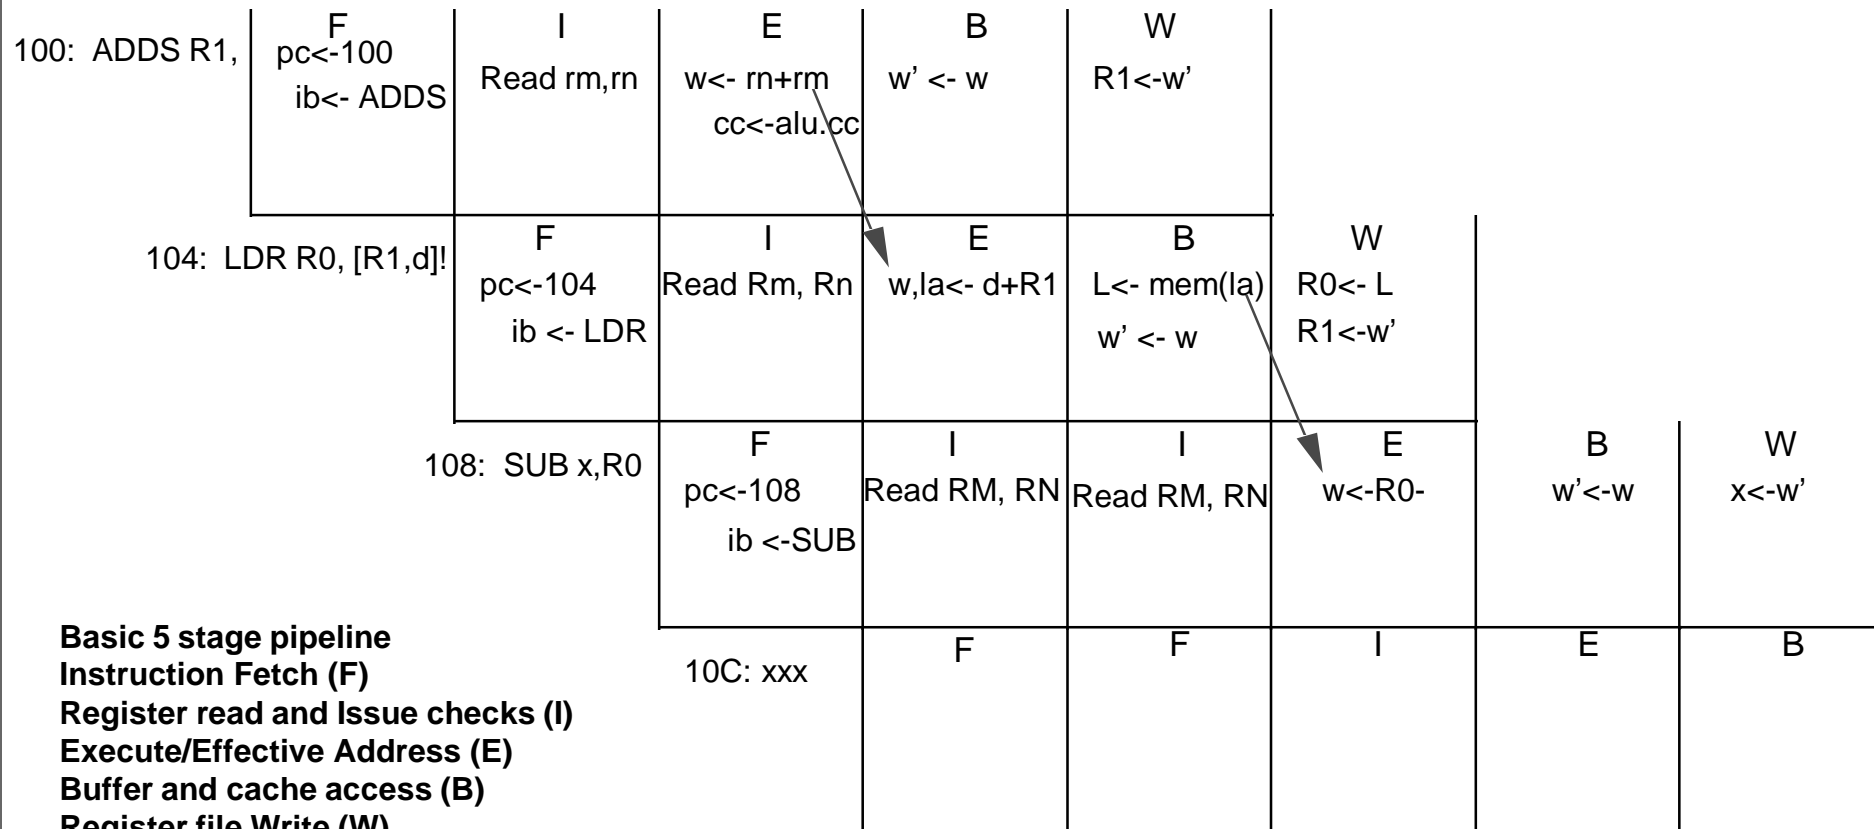 F I E B W
100: ADDS R1, pc<-100 Read rm,rn w<- rn+rm w’ <- w R1<-w’
ib<- ADDS cc<-alu.cc
F I E B W
104: LDR R0, [R1,d]! pc<-104 Read Rm, Rn w,la<- d+R1 L<- mem(la) R0<- L
ib <- LDR w’ <- w R1<-w’
F I I E B W
108: SUB x,R0 pc<-108 Read RM, RN Read RM, RN w<-R0- w’<-w x<-w’
ib <-SUB
10C: xxx F F I E B
Basic 5 stage pipeline
Instruction Fetch (F)
Register read and Issue checks (I)
Execute/Effective Address (E)
Buffer and cache access (B)
Register file Write (W)